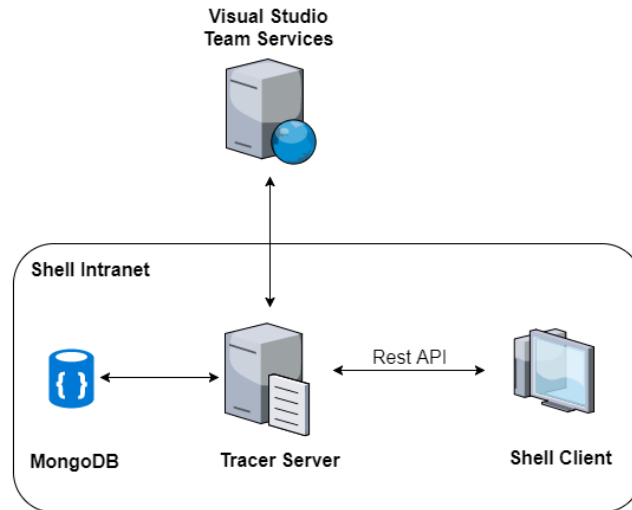 Visual Studio
Team Services
Shell Intranet
Rest API
{ }
MongoDB
Tracer Server
Shell Client